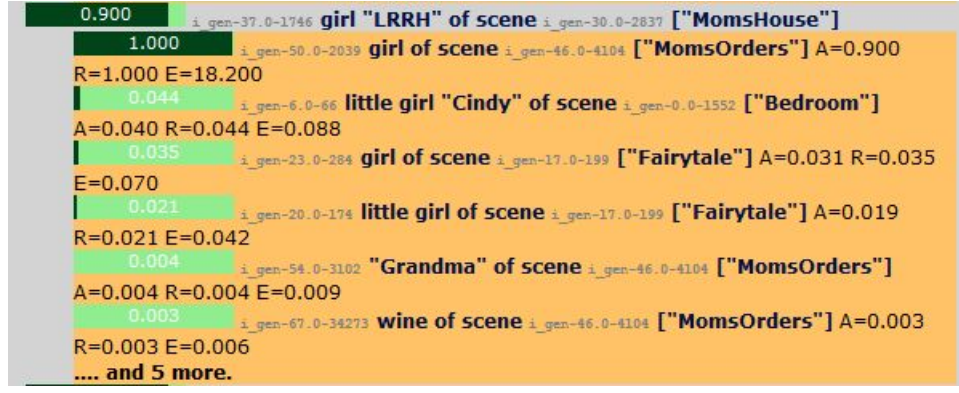 0.900 i_gen-37.0-1746 girl "LRRH" of scene i_gen-30.0-2837 ["MomsHouse"]
1.000 i_gen-50.0-2039 girl of scene i_gen-46.0-4104 ["MomsOrders"] A=0.900
R=1.000 E=18.200
0.044 i_gen-6.0-66 little girl "Cindy" of scene i_gen-0.0-1552 ["Bedroom"]
A=0.040 R=0.044 E=0.088
0.035 i_gen-23.0-284 girl of scene i_gen-17.0-199 ["Fairytale"] A=0.031 R=0.035
E=0.070
0.021 i_gen-20.0-174 little girl of scene i_gen-17.0-199 ["Fairytale"] A=0.019
R=0.021 E=0.042
0.004 i_gen-54.0-3102 "Grandma" of scene i_gen-46.0-4104 ["MomsOrders"]
A=0.004 R=0.004 E=0.009
0.003 i_gen-67.0-34273 wine of scene i_gen-46.0-4104 ["MomsOrders"] A=0.003
R=0.003 E=0.006
.... and 5 more.